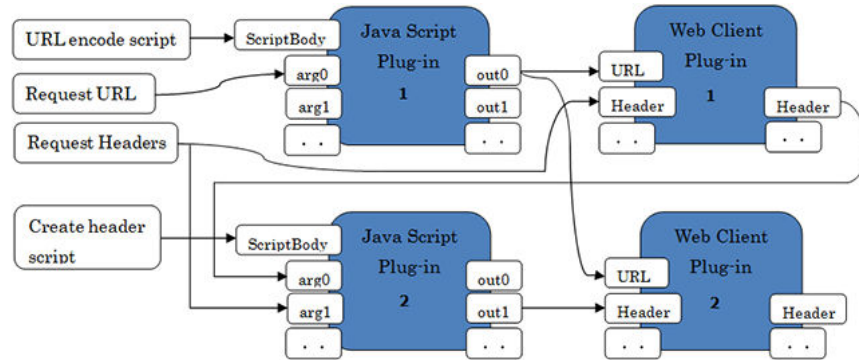 URL encode script
Request URL
Request Headers
Create header
script
ScriptBody
arg0
arg1
. .
Java Script
Plug-in
1
out0
out1
. .
URL
Header
. .
Web Client
Plug-in
1
Header
. .
ScriptBody
arg0
arg1
. .
Java Script
Plug-in
2
out0
out1
. .
URL
Header
. .
Web Client
Plug-in
2
Header
. .